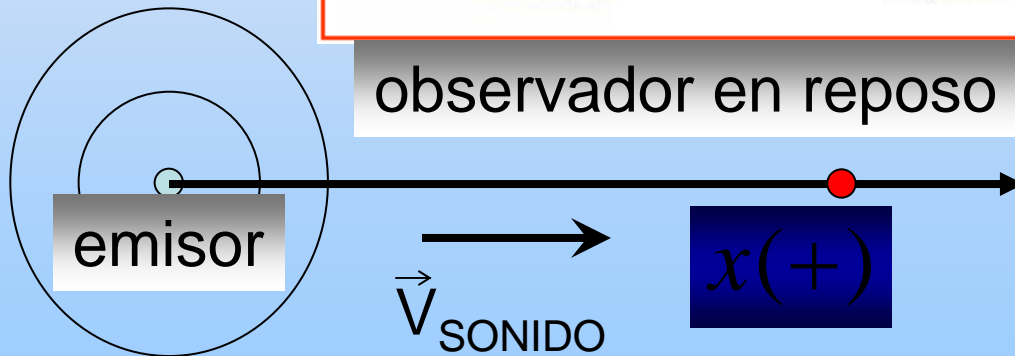 observador en reposo
emisor
x(+)
V⃗SONIDO